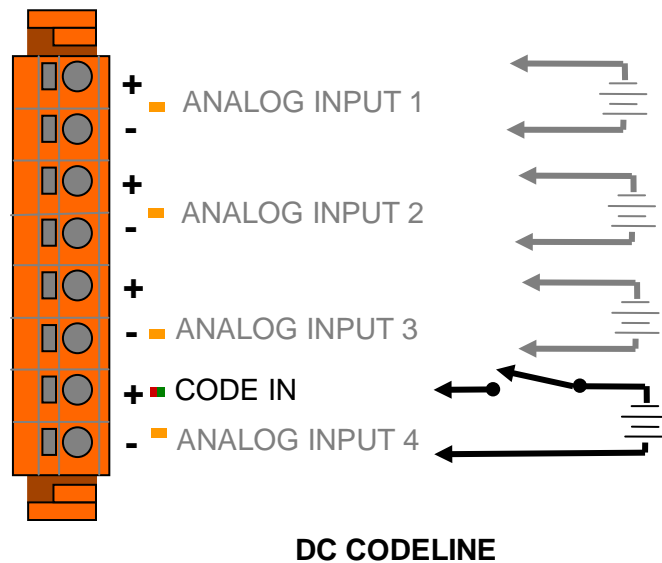 +
ANALOG INPUT 1
-
+
ANALOG INPUT 2
-
+
- ANALOG INPUT 3
+ CODE IN
- ANALOG INPUT 4
DC CODELINE